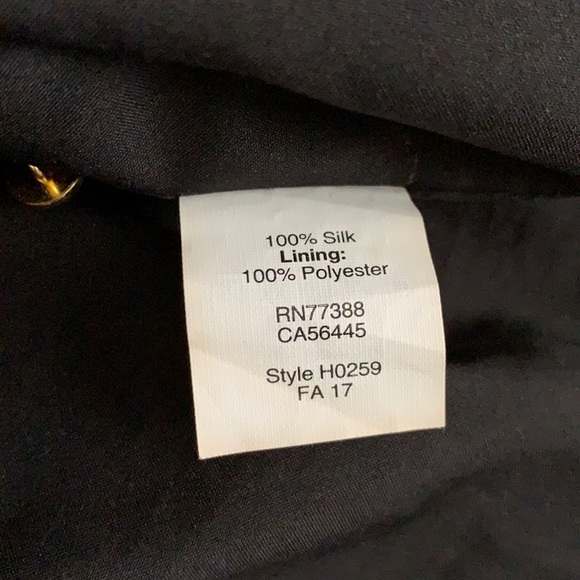 100% Silk
Lining:
100% Polyester
RN77388
CA56445
Style H0259
FA 17